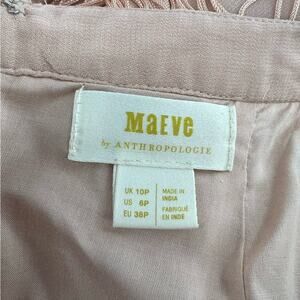 MaEve
by ANTHROPOLOGIE
UK 10P
US 6P
EU 38P
MADE IN
INDIA
FABRIQUÉ
EN INDE